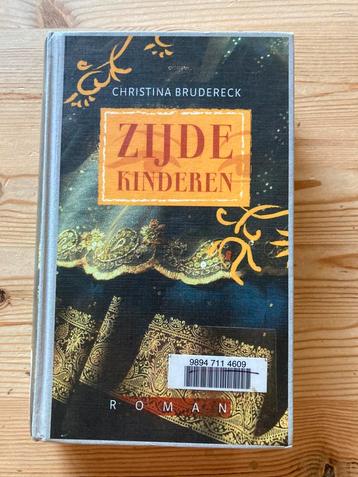 CHRISTINA BRUDERECK
ZIJDE
KINDEREN
9894 711 4609
ROMAN